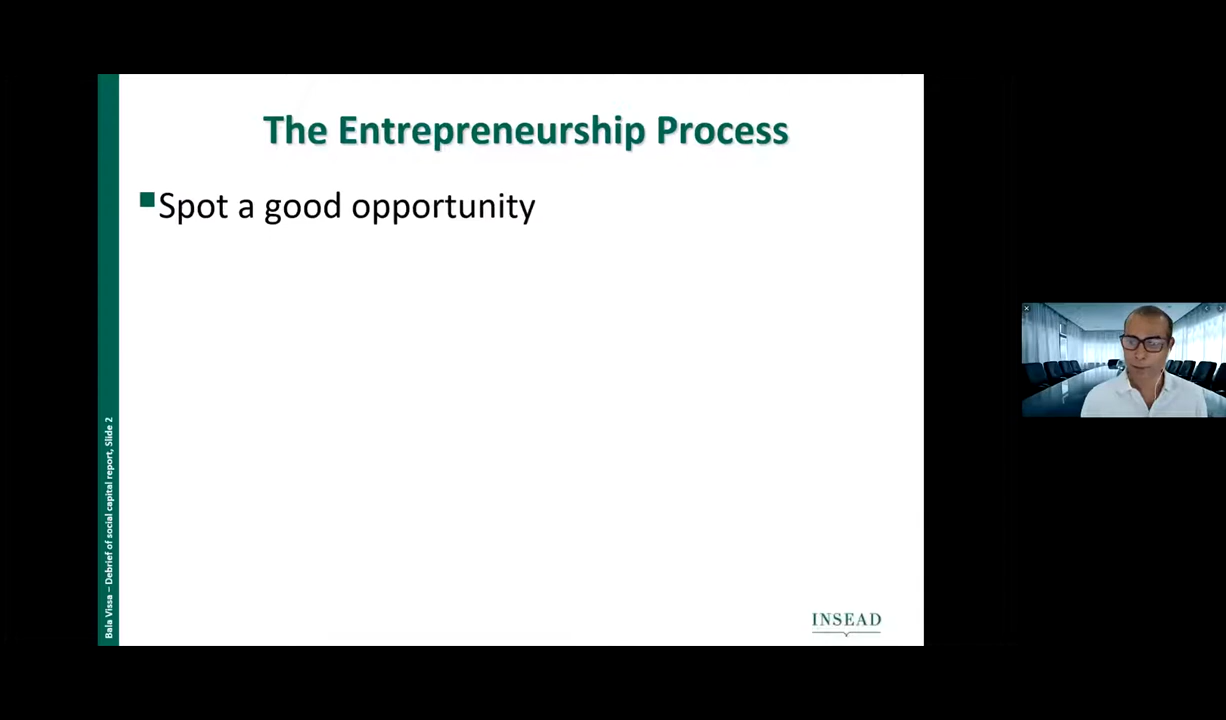 The Entrepreneurship Process
Spot a good opportunity
Bala Vissa – Debrief of social capital report, Slide 2
INSEAD